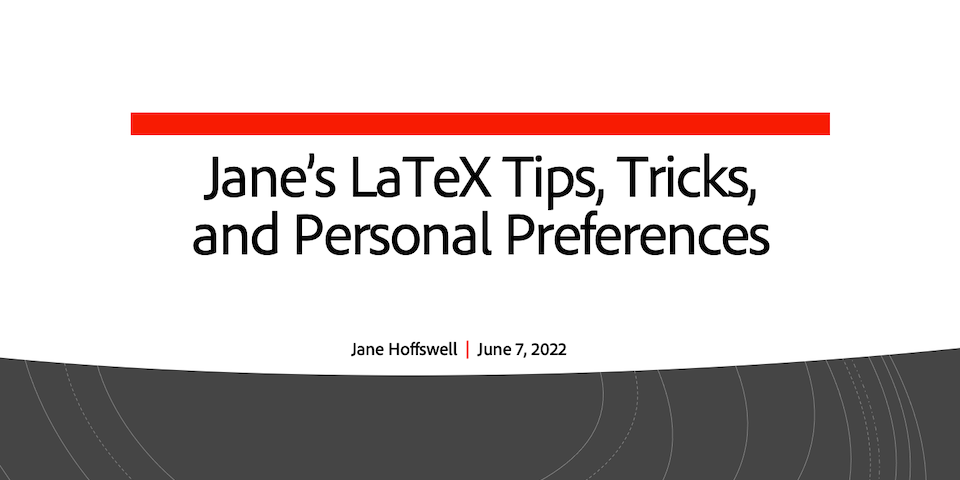 Jane’s LaTeX Tips, Tricks,
and Personal Preferences
Jane Hoffswell | June 7, 2022